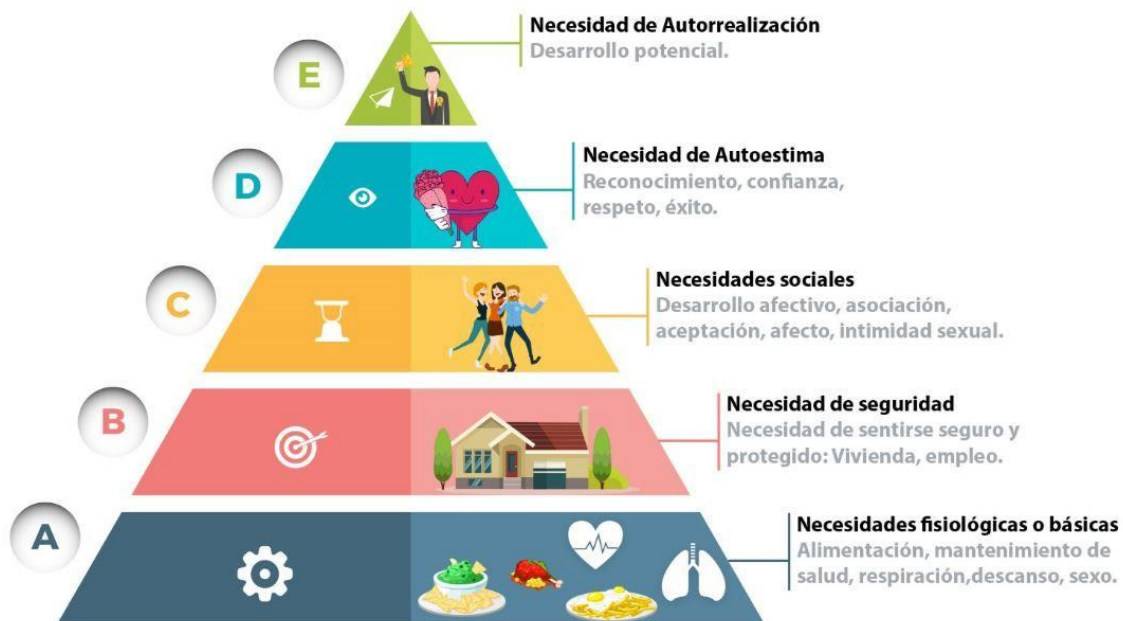 E
Necesidad de Autorrealización
Desarrollo potencial.
D
Necesidad de Autoestima
Reconocimiento, confianza,
respeto, éxito.
C
Necesidades sociales
Desarrollo afectivo, asociación,
aceptación, afecto, intimidad sexual.
B
Necesidad de seguridad
Necesidad de sentirse seguro y
protegido: Vivienda, empleo.
A
Necesidades fisiológicas o básicas
Alimentación, mantenimiento de
salud, respiración,descanso, sexo.